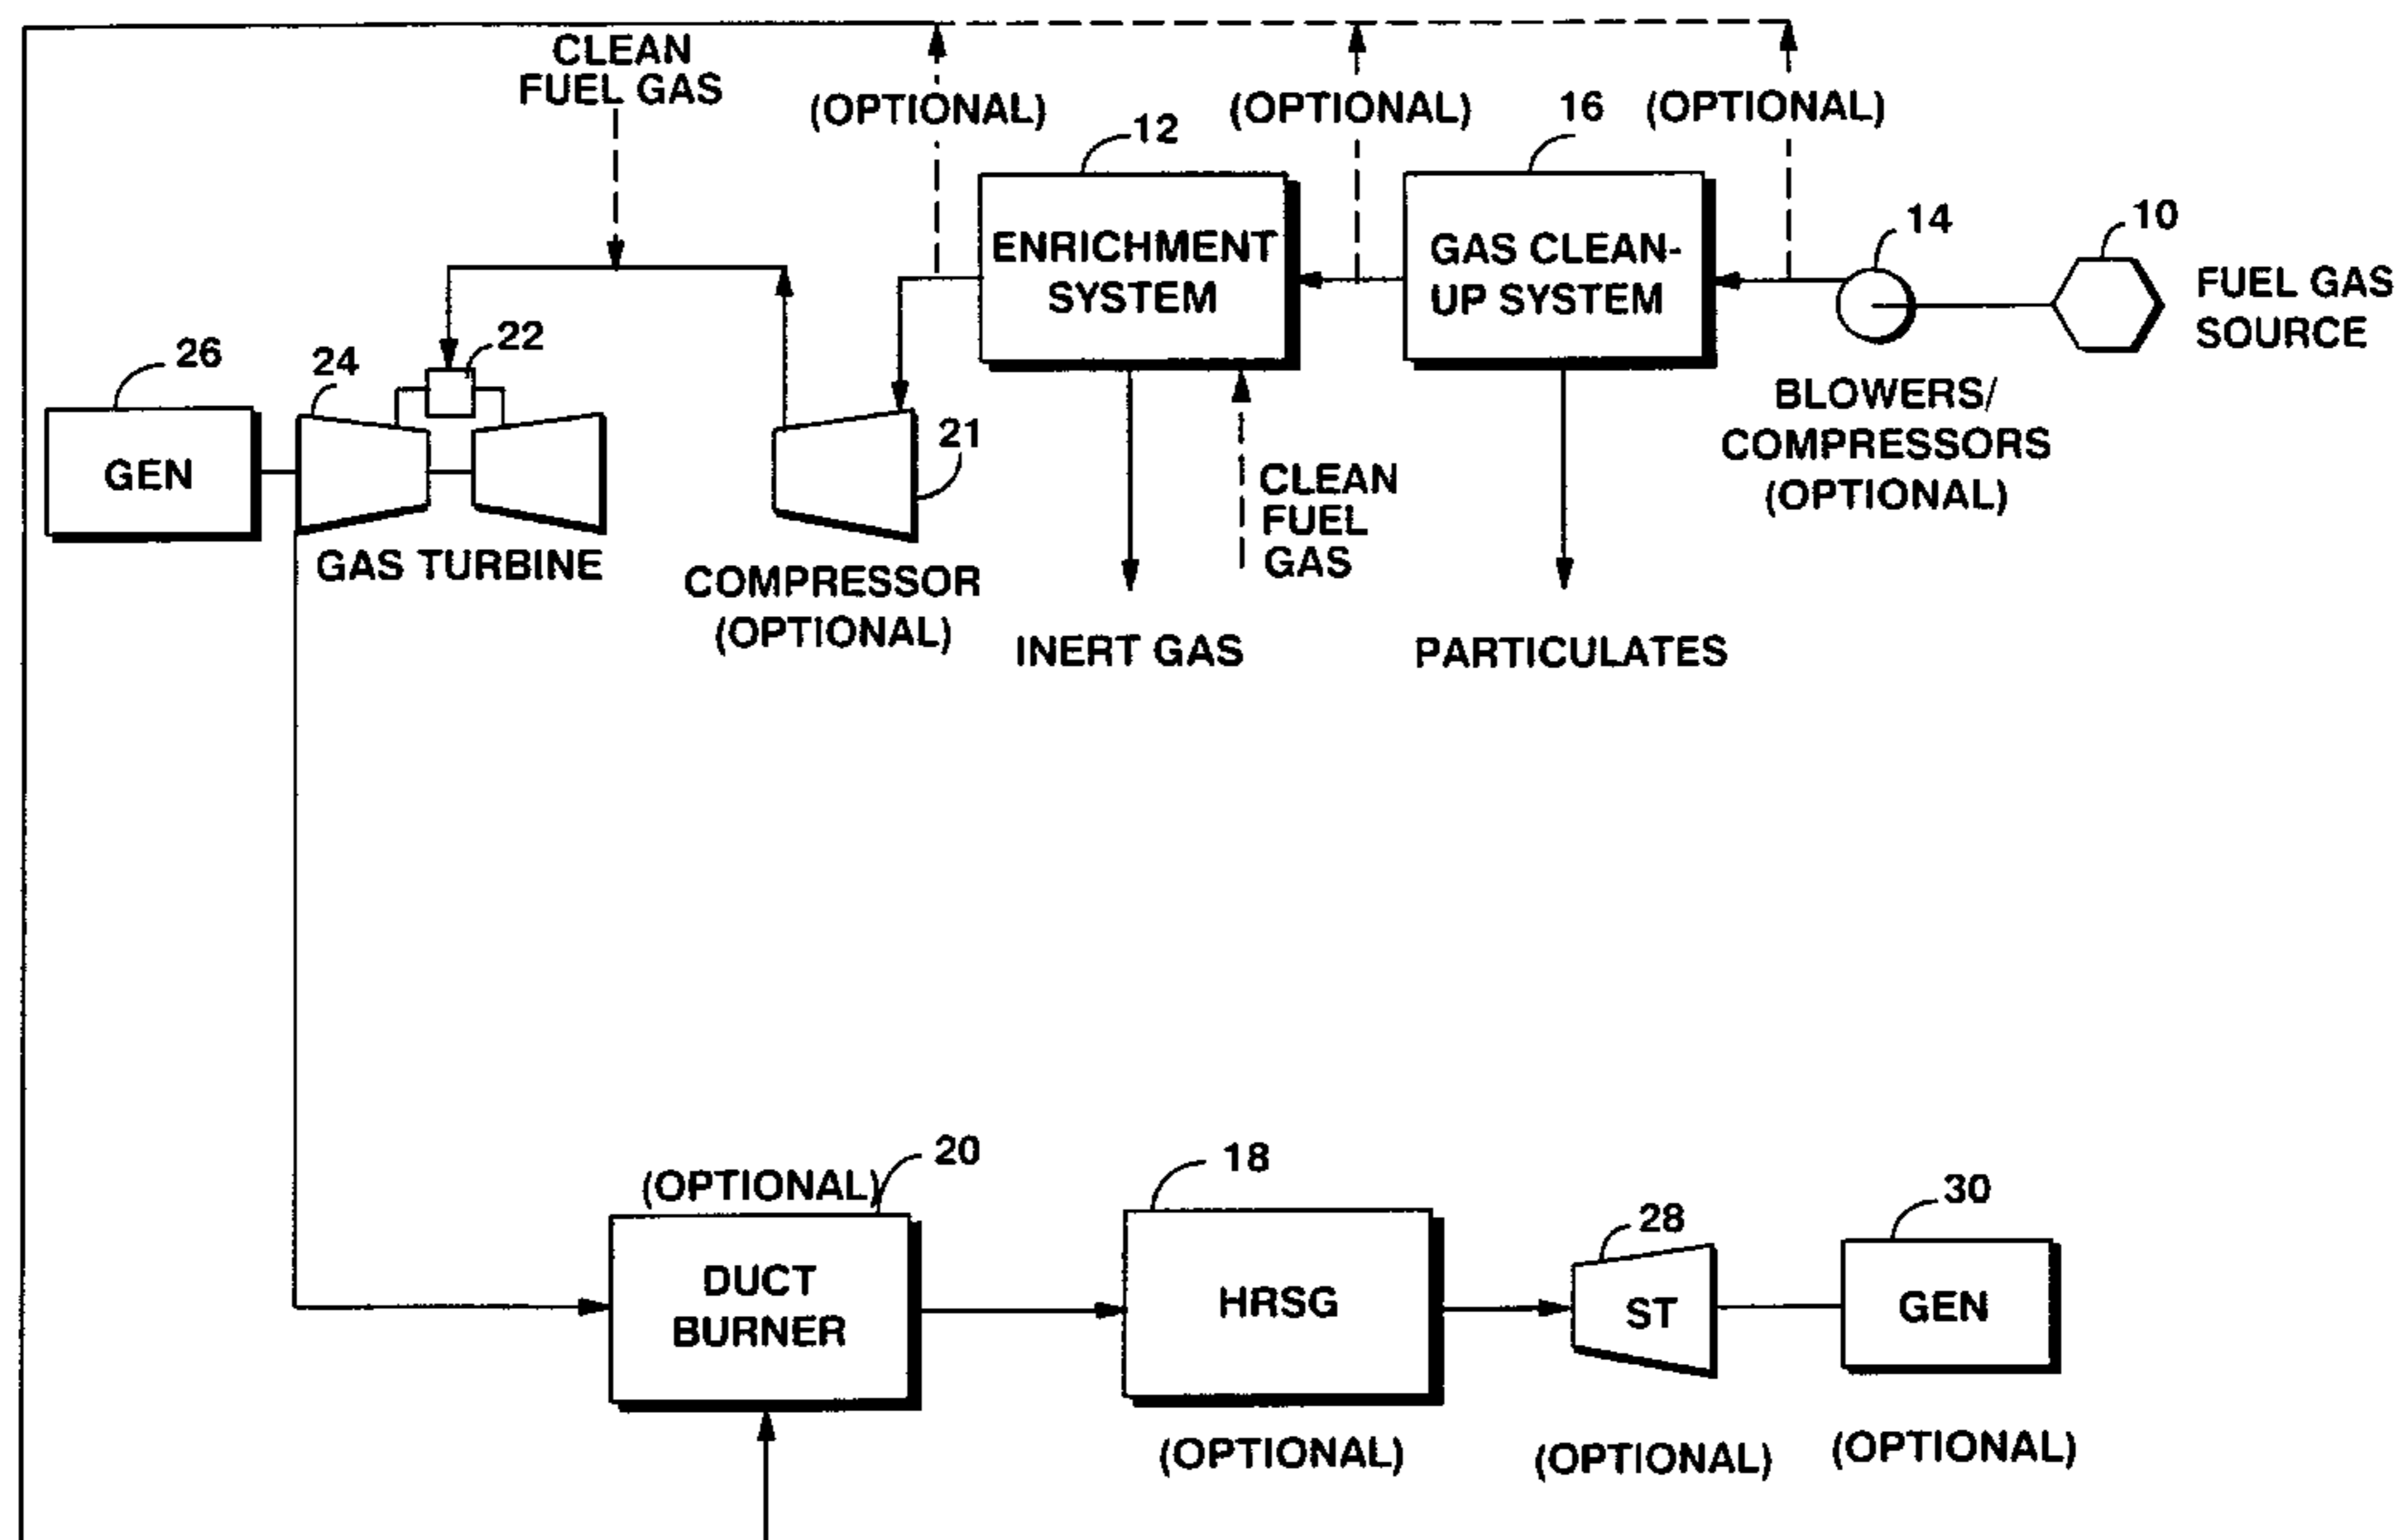 CLEAN
FUEL GAS
(OPTIONAL)
(OPTIONAL)
(OPTIONAL)
12
16
14
10
ENRICHMENT
SYSTEM
GAS CLEAN-
UP SYSTEM
FUEL GAS
SOURCE
BLOWERS/
COMPRESSORS
(OPTIONAL)
26
24
22
21
GEN
GAS TURBINE
COMPRESSOR
(OPTIONAL)
CLEAN
FUEL
GAS
INERT GAS
PARTICULATES
(OPTIONAL)
20
18
28
30
DUCT
BURNER
HRSG
ST
GEN
(OPTIONAL)
(OPTIONAL)
(OPTIONAL)